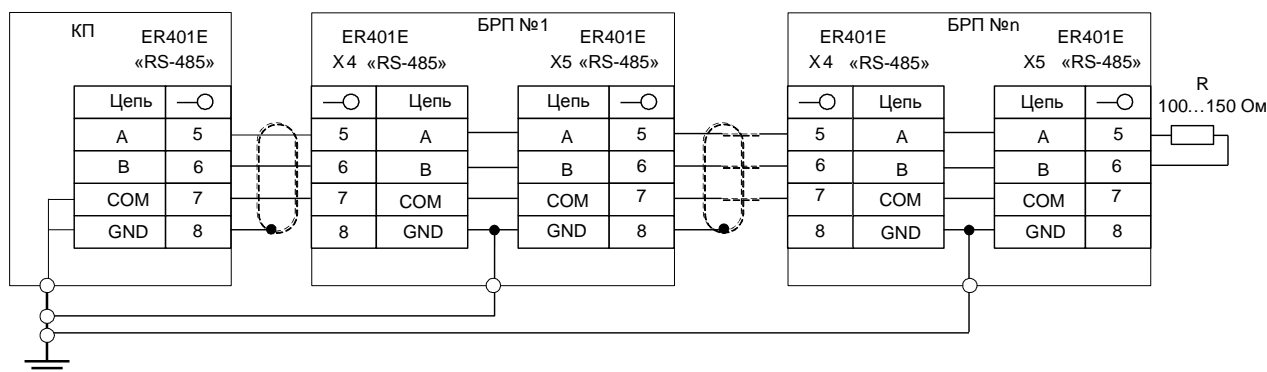 КП
ER401E
«RS-485»
Цепь
A 5
B 6
COM 7
GND 8
БРП №1
ER401E
X4 «RS-485»
Цепь
5 A
6 B
7 COM
8 GND
ER401E
X5 «RS-485»
Цепь
A 5
B 6
COM 7
GND 8
БРП №n
ER401E
X4 «RS-485»
Цепь
5 A
6 B
7 COM
8 GND
ER401E
X5 «RS-485»
Цепь
A 5
B 6
COM 7
GND 8
R
100...150 Ом